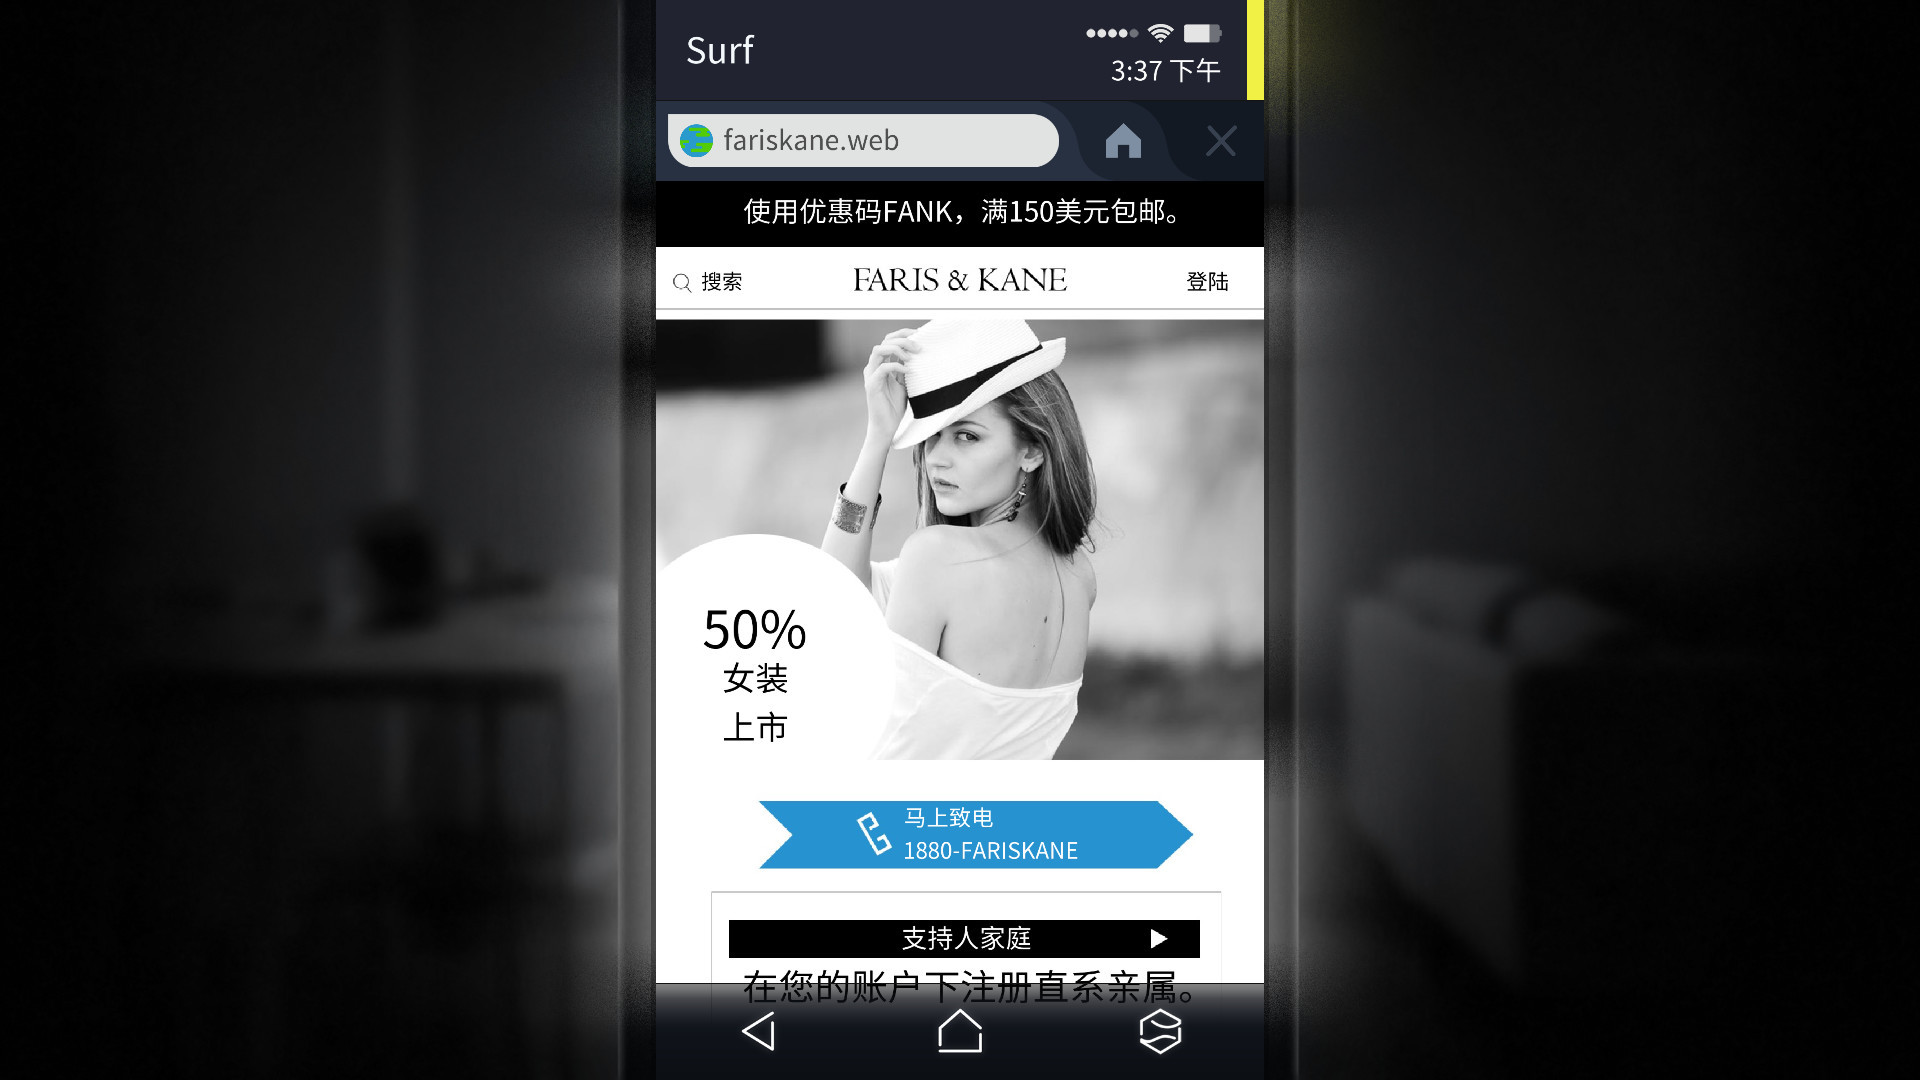 Surf
3:37 下午
fariskane.web
使用优惠码FANK，满150美元包邮。
搜索
FARIS & KANE
登陆
50%
女装
上市
马上致电
1880-FARISKANE
支持人家庭
在您的账户下注册直系亲属。